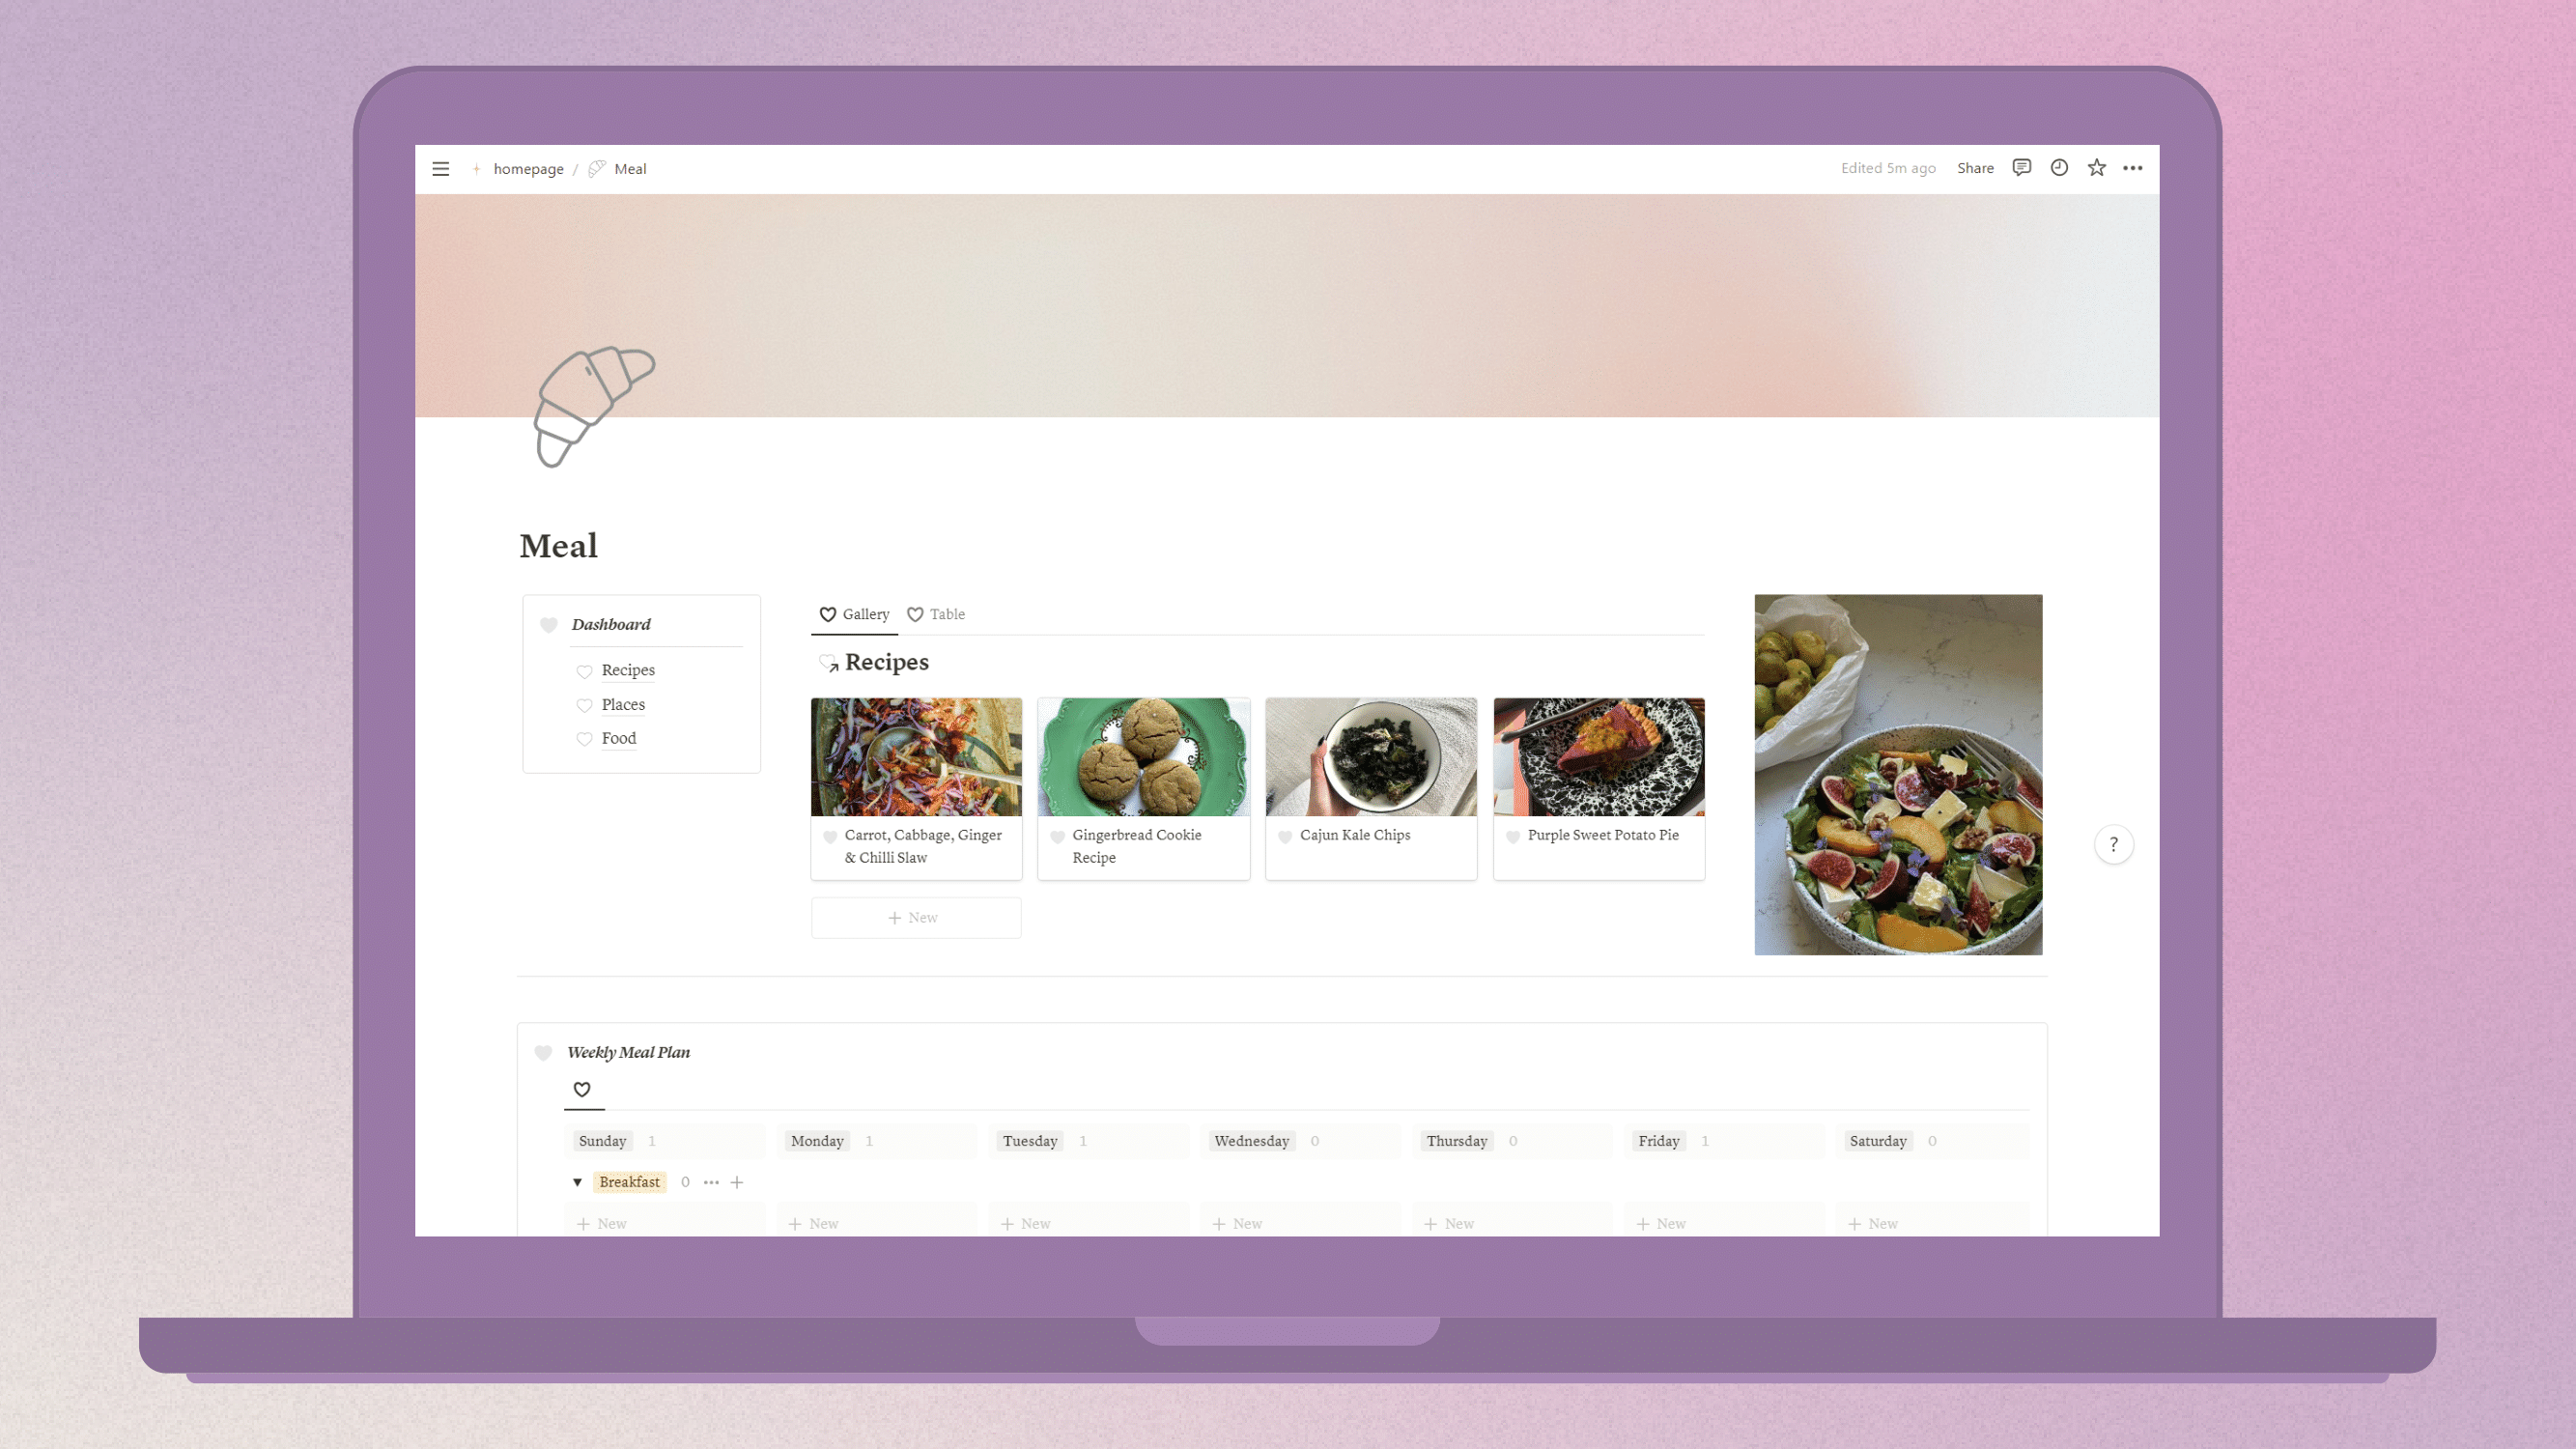 homepage / Meal
Edited 5m ago Share
Meal
Dashboard
Recipes
Places
Food
Gallery Table
Recipes
Carrot, Cabbage, Ginger
& Chilli Slaw
Gingerbread Cookie
Recipe
Cajun Kale Chips
Purple Sweet Potato Pie
+ New
?
Weekly Meal Plan
Sunday 1 Monday 1 Tuesday 1 Wednesday 0 Thursday 0 Friday 1 Saturday 0
Breakfast 0 ••• +
+ New + New + New + New + New + New + New